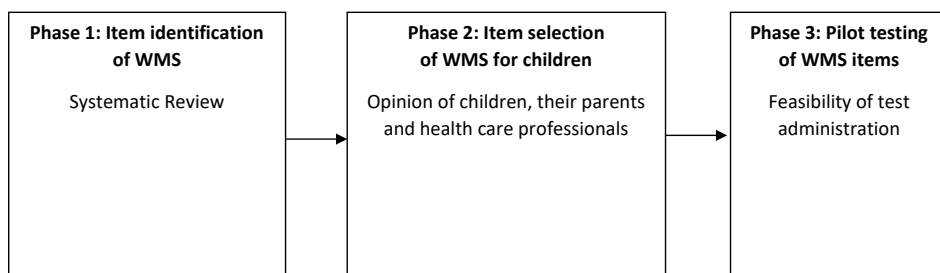 Phase 1: Item identification
of WMS
Systematic Review
Phase 2: Item selection
of WMS for children
Opinion of children, their parents
and health care professionals
Phase 3: Pilot testing
of WMS items
Feasibility of test
administration